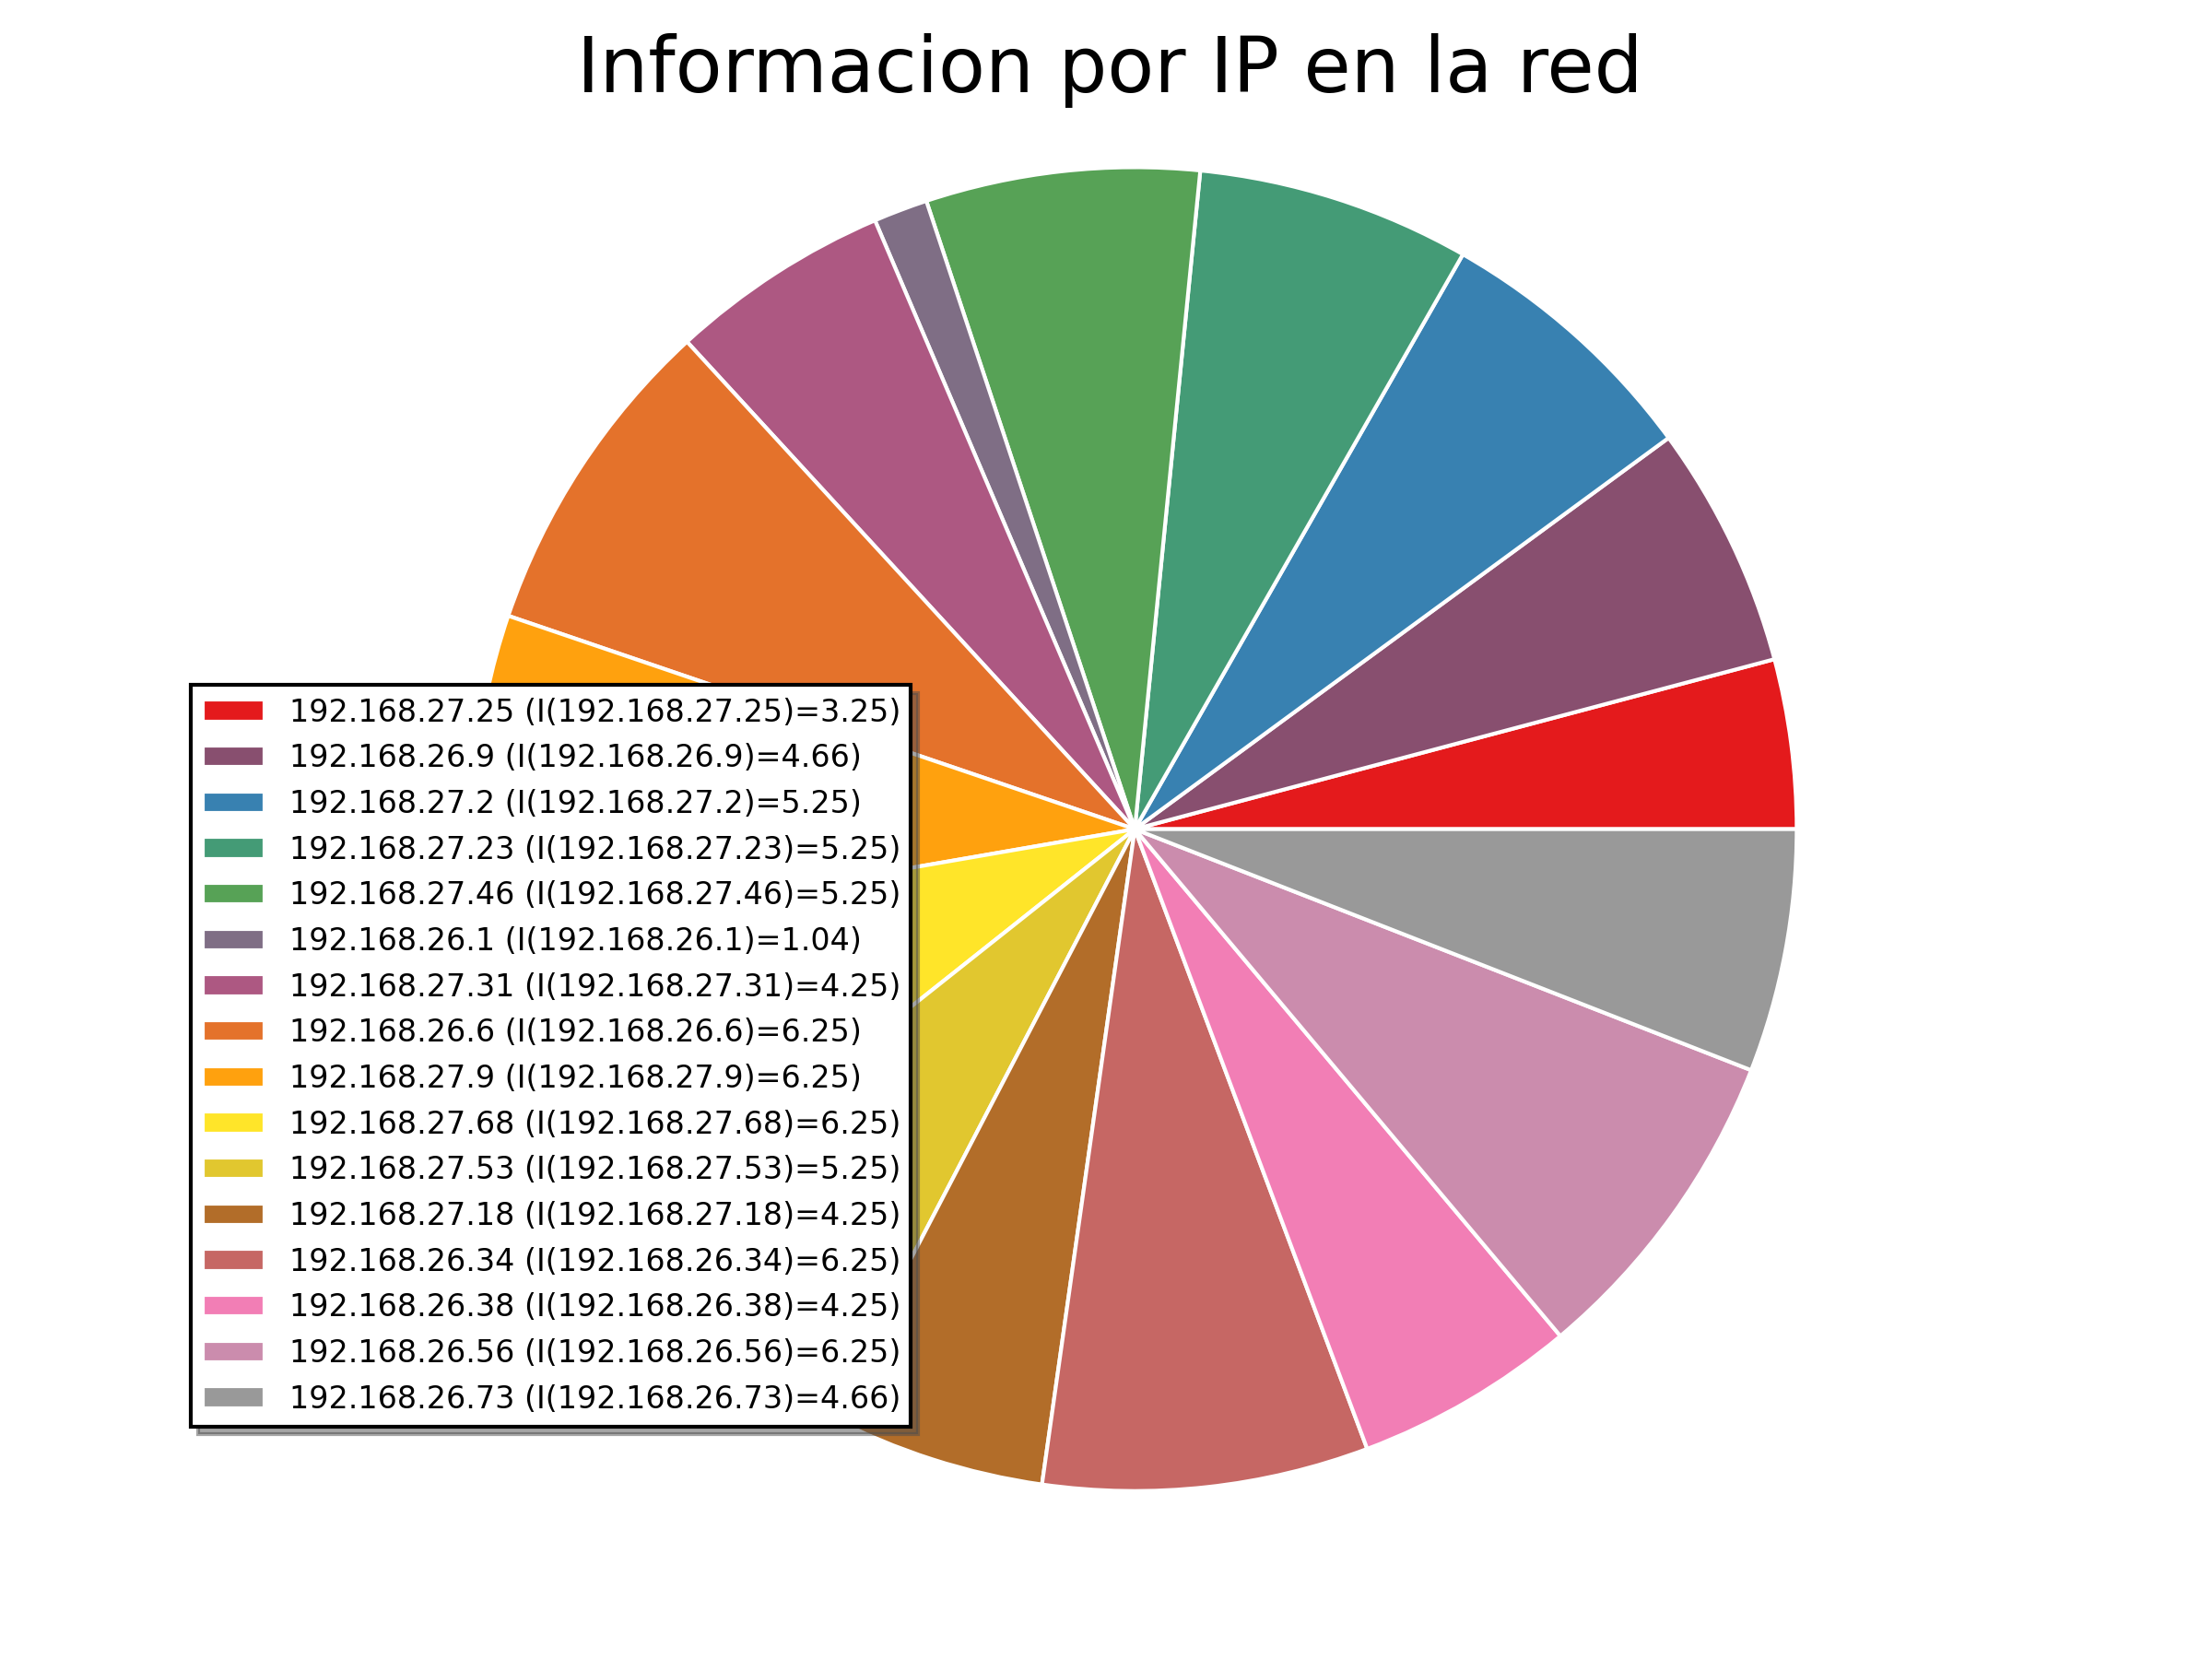 Informacion por IP en la red
192.168.27.25 (I(192.168.27.25)=3.25)
192.168.26.9 (I(192.168.26.9)=4.66)
192.168.27.2 (I(192.168.27.2)=5.25)
192.168.27.23 (I(192.168.27.23)=5.25)
192.168.27.46 (I(192.168.27.46)=5.25)
192.168.26.1 (I(192.168.26.1)=1.04)
192.168.27.31 (I(192.168.27.31)=4.25)
192.168.26.6 (I(192.168.26.6)=6.25)
192.168.27.9 (I(192.168.27.9)=6.25)
192.168.27.68 (I(192.168.27.68)=6.25)
192.168.27.53 (I(192.168.27.53)=5.25)
192.168.27.18 (I(192.168.27.18)=4.25)
192.168.26.34 (I(192.168.26.34)=6.25)
192.168.26.38 (I(192.168.26.38)=4.25)
192.168.26.56 (I(192.168.26.56)=6.25)
192.168.26.73 (I(192.168.26.73)=4.66)